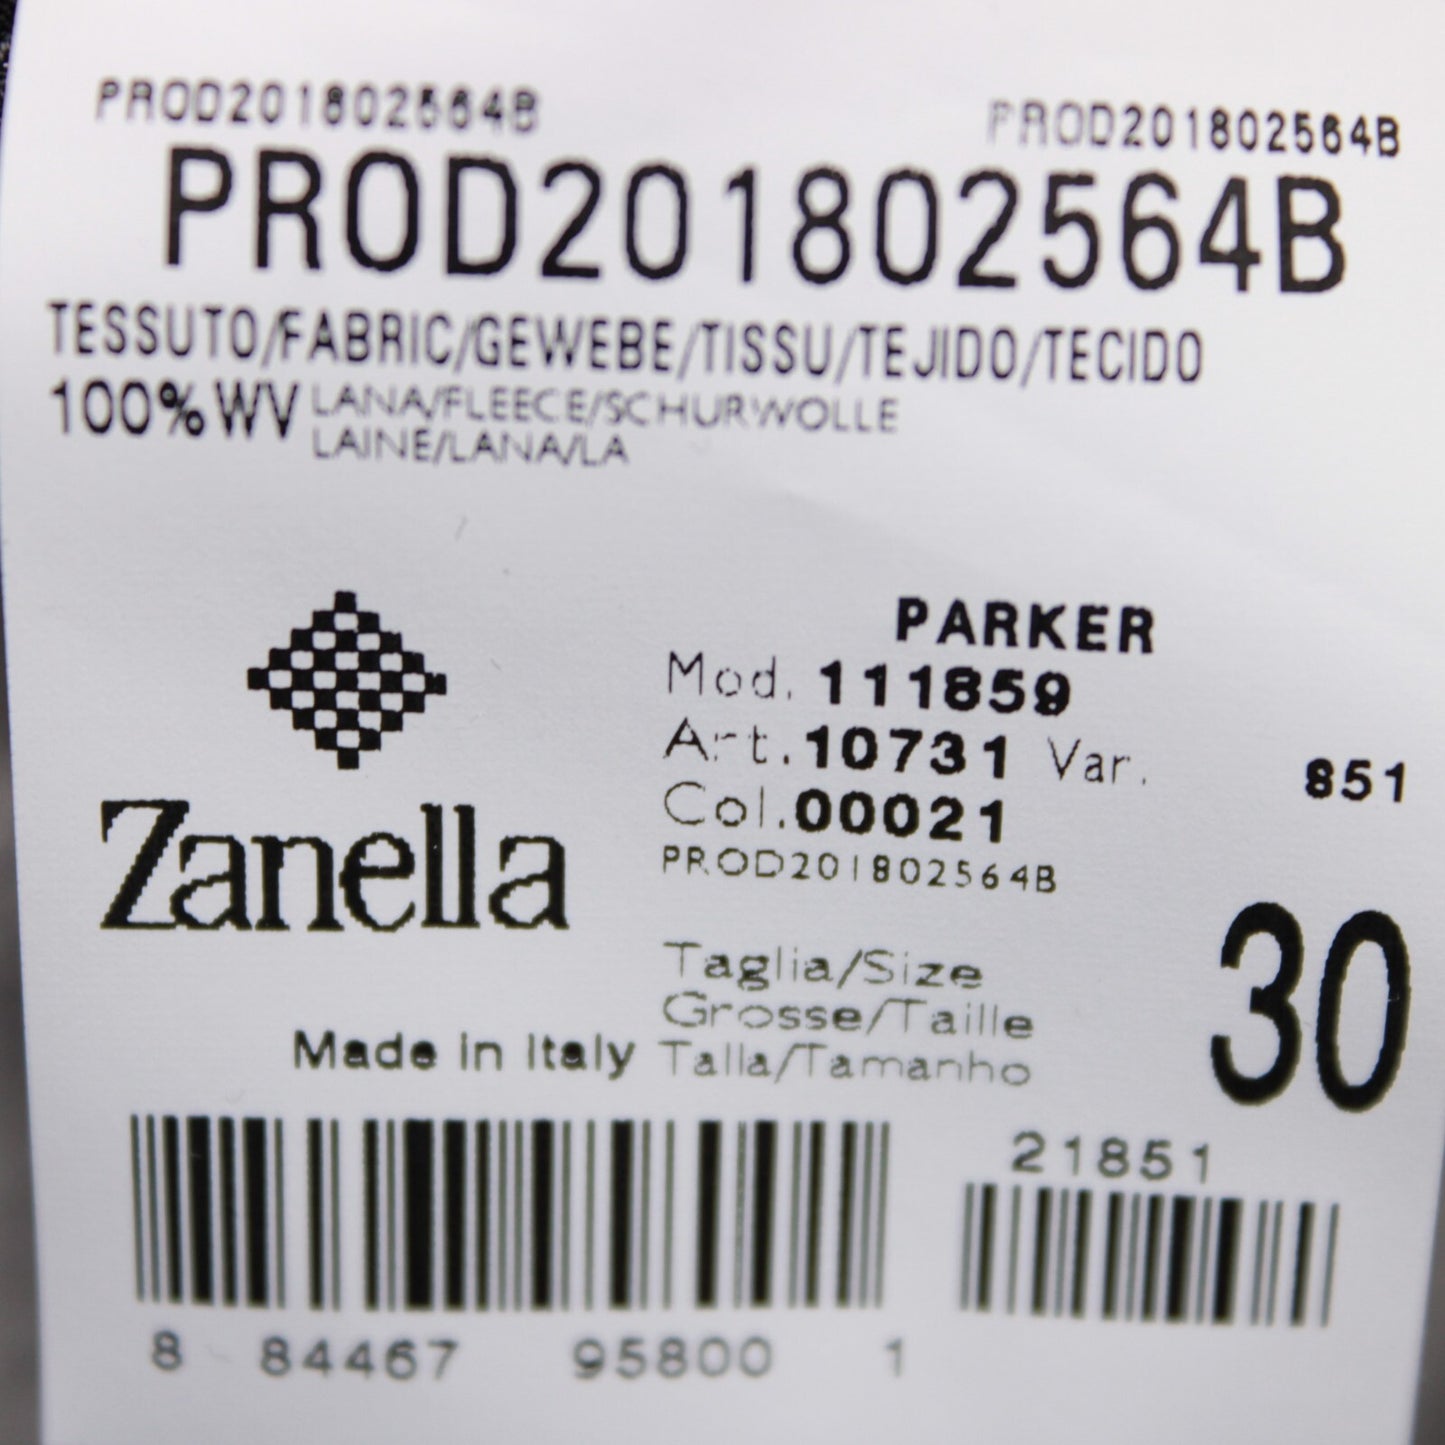 PROD201802564B PROD201802564B
PROD201802564B
TESSUTO/FABRIC/GEWEBE/TISSU/TEJIDO/TECIDO
100% WV LANA/FLEECE/SCHURWOLLE
LAINE/LANA/LA
PARKER
Mod. 111859
Art. 10731 Var. 851
Col. 00021
PROD201802564B
Zanella
Taglia/Size
Grosse/Taille
Talla/Tamanho
30
Made in Italy
21851
8 84467 95800 1